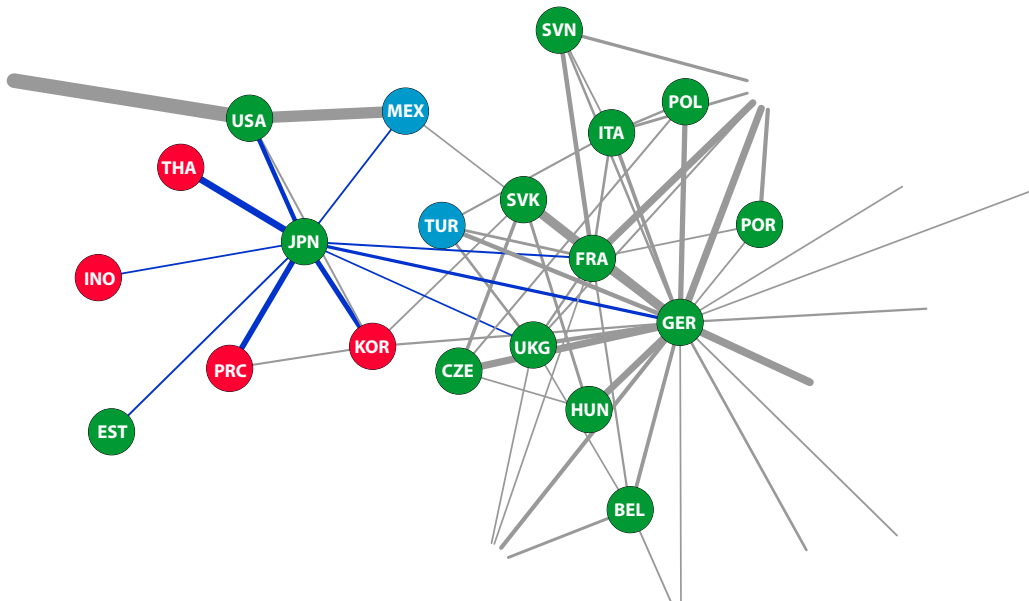 SVN
POL
MEX
USA
ITA
THA
SVK
TUR
POR
JPN
FRA
INO
GER
KOR
UKG
PRC
CZE
HUN
EST
BEL